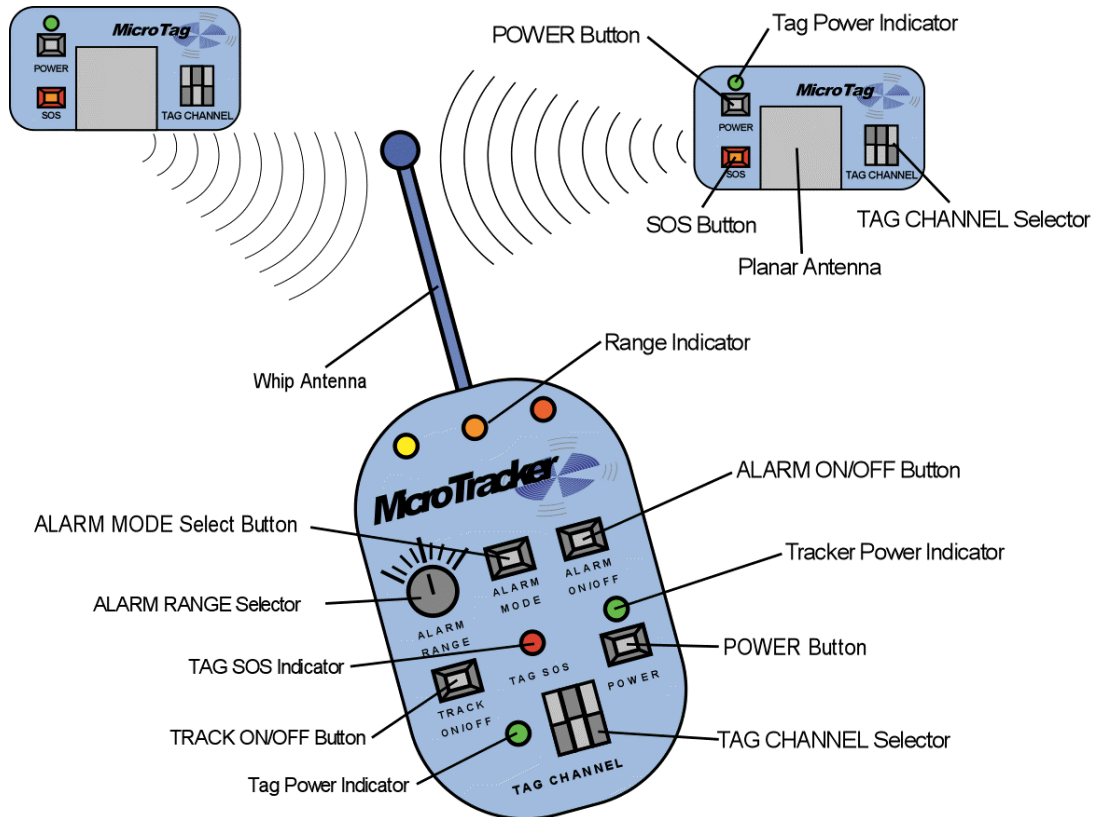 MicroTag
POWER
SOS
TAG CHANNEL
POWER Button
Tag Power Indicator
MicroTag
POWER
SOS
TAG CHANNEL
SOS Button
TAG CHANNEL Selector
Planar Antenna
Whip Antenna
Range Indicator
MicroTracker
ALARM ON/OFF Button
ALARM MODE Select Button
Tracker Power Indicator
ALARM RANGE Selector
ALARM
MODE
ALARM
ON/OFF
ALARM
RANGE
TAG SOS Indicator
TAG SOS
POWER
POWER Button
TRACK
ON/OFF
TRACK ON/OFF Button
TAG CHANNEL Selector
Tag Power Indicator
TAG CHANNEL